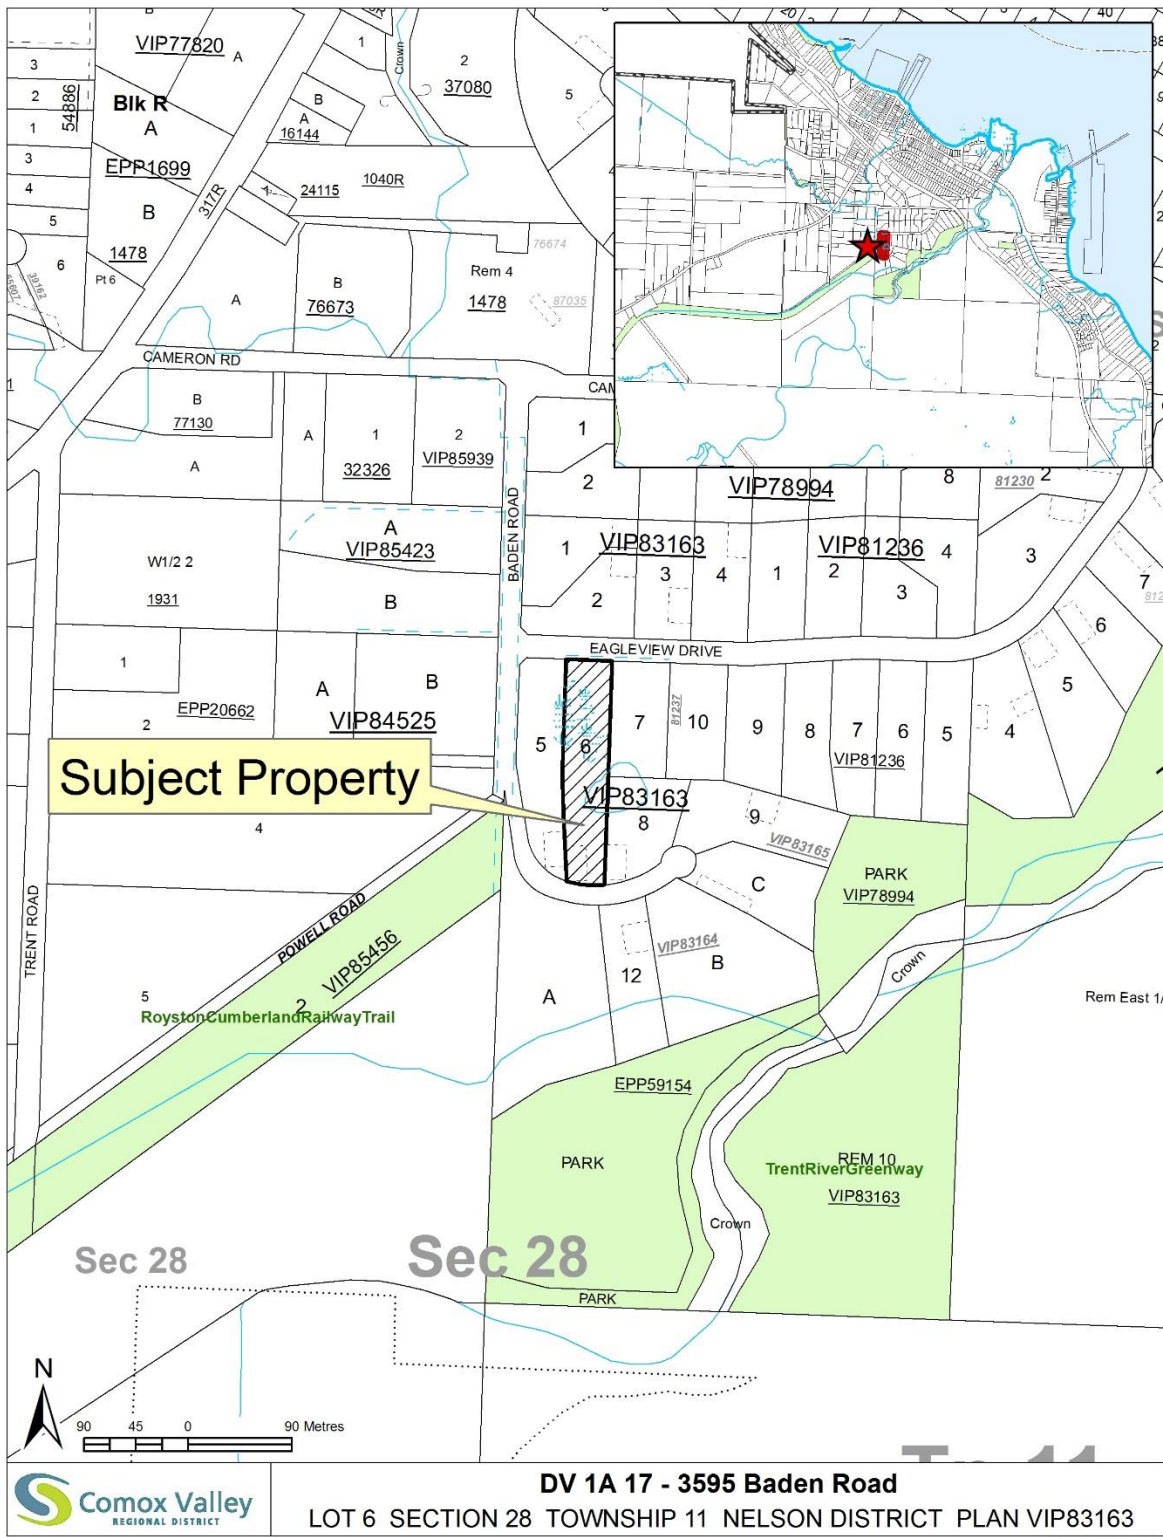 VIP77820
A
3
2
1
54886
Blk R
A
EPP1699
3
4
5
B
1478
6
Pt 6
39162
317R
1
Crown
2
37080
5
B
A
16144
A
24115
1040R
76674
A
B
76673
Rem 4
1478
87035
20
40
CAMERON RD
B
77130
A
A
1
32326
2
VIP85939
BADEN ROAD
1
2
VIP78994
8
2
81230
A
VIP85423
B
W1/2 2
1931
1
VIP83163
3
4
2
1
VIP81236
2
3
4
3
7
6
5
4
EAGLEVIEW DRIVE
1
2
EPP20662
A
B
VIP84525
5
6
7
81237
10
9
8
7
6
5
VIP81236
Subject Property
VIP83163
8
9
VIP83165
4
C
PARK
VIP78994
TRENT ROAD
POWELL ROAD
VIP85456
2
5
RoystonCumberlandRailwayTrail
A
12
VIP83164
B
Crown
Rem East 1/
EPP59154
PARK
REM 10
TrentRiverGreenway
VIP83163
Crown
Sec 28
Sec 28
PARK
N
90 45 0 90 Metres
Comox Valley
REGIONAL DISTRICT
DV 1A 17 - 3595 Baden Road
LOT 6 SECTION 28 TOWNSHIP 11 NELSON DISTRICT PLAN VIP83163